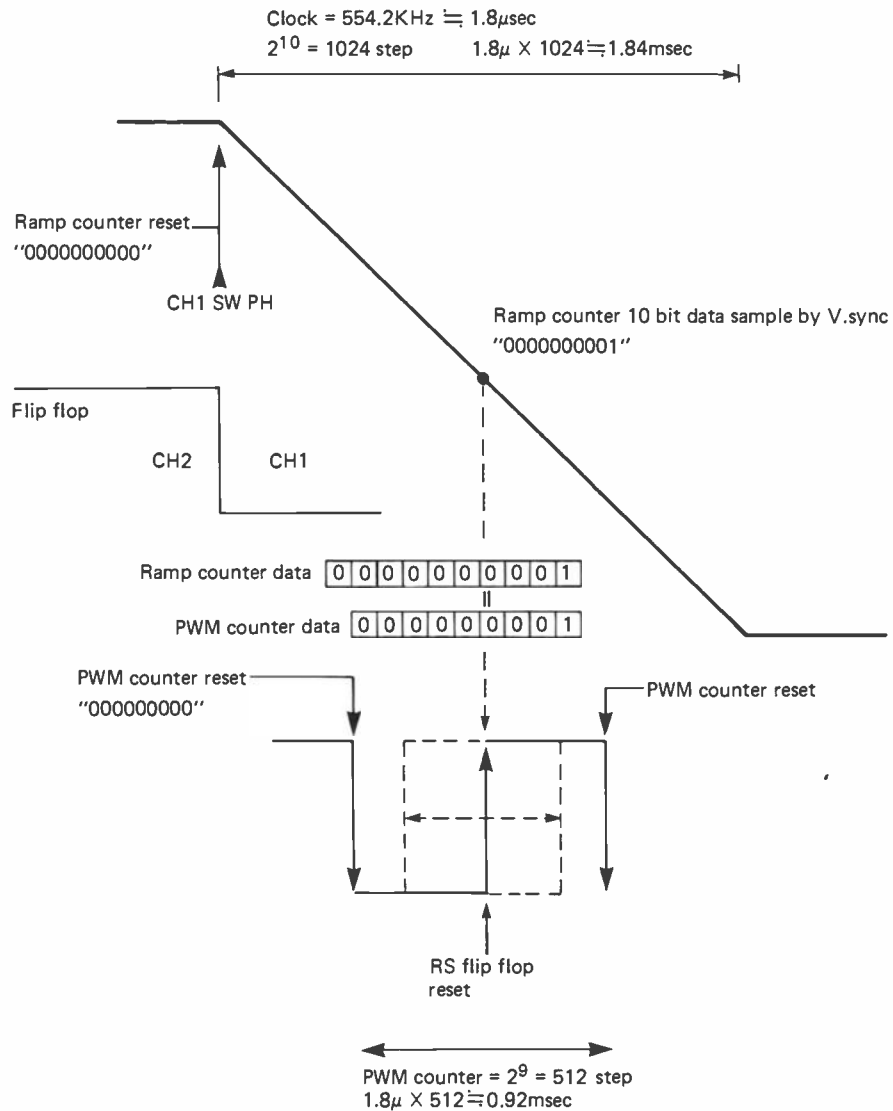 Clock = 554.2KHz ≒ 1.8μsec
2¹⁰ = 1024 step 1.8μ X 1024≒1.84msec
Ramp counter reset
"0000000000"
CH1 SW PH
Ramp counter 10 bit data sample by V.sync
"0000000001"
Flip flop
CH2 CH1
Ramp counter data 0 0 0 0 0 0 0 0 0 1
=
PWM counter data 0 0 0 0 0 0 0 0 1
PWM counter reset
"000000000"
PWM counter reset
RS flip flop
reset
PWM counter = 2⁹ = 512 step
1.8μ X 512≒0.92msec